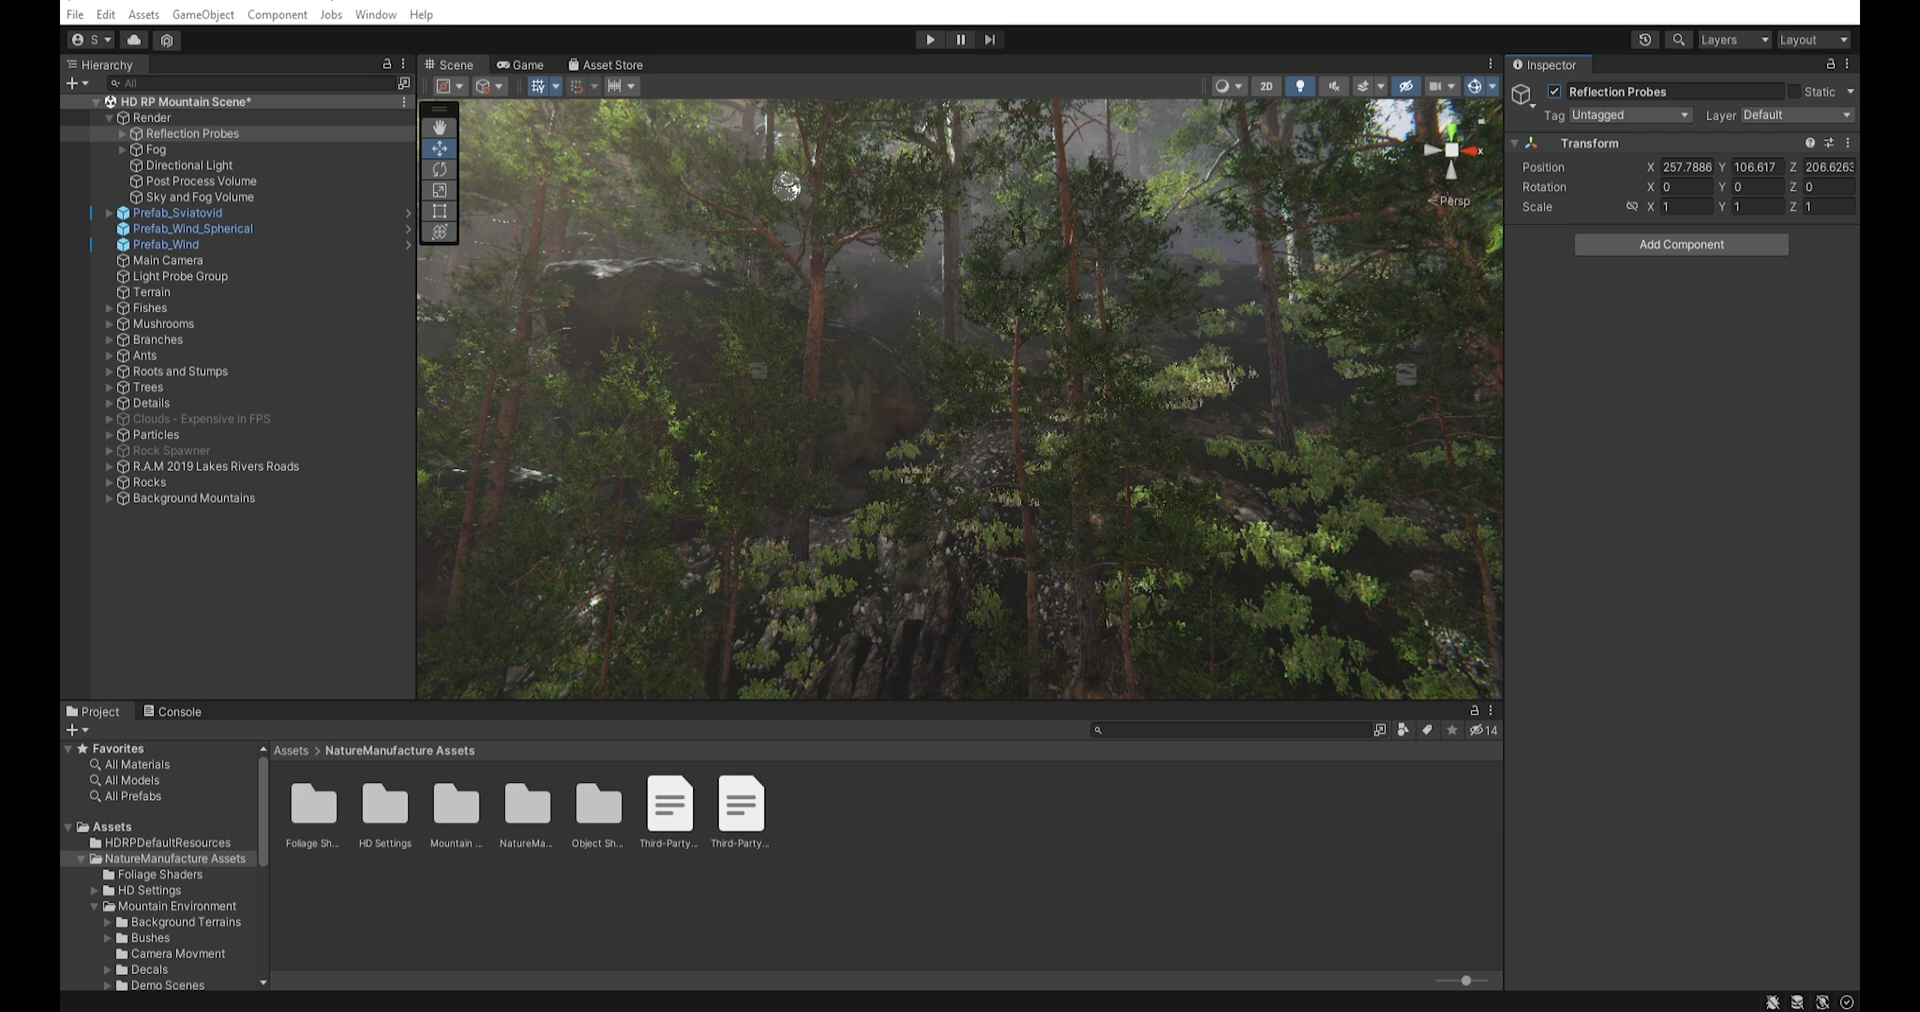 File Edit Assets GameObject Component Jobs Window Help
S Layers Layout
Hierarchy
All
HD RP Mountain Scene*
Render
Reflection Probes
Fog
Directional Light
Post Process Volume
Sky and Fog Volume
Prefab_Sviatovid
Prefab_Wind_Spherical
Prefab_Wind
Main Camera
Light Probe Group
Terrain
Fishes
Mushrooms
Branches
Ants
Roots and Stumps
Trees
Details
Clouds - Expensive in FPS
Particles
Rock Spawner
R.A.M 2019 Lakes Rivers Roads
Rocks
Background Mountains
Scene Game Asset Store
2D
x
Persp
Inspector
Reflection Probes Static
Tag Untagged Layer Default
Transform
Position X 257.7886 Y 106.617 Z 206.6263
Rotation X 0 Y 0 Z 0
Scale X 1 Y 1 Z 1
Add Component
Project Console
14
Favorites
All Materials
All Models
All Prefabs
Assets
HDRPDefaultResources
NatureManufacture Assets
Foliage Shaders
HD Settings
Mountain Environment
Background Terrains
Bushes
Camera Movment
Decals
Demo Scenes
Assets > NatureManufacture Assets
Foliage Sh... HD Settings Mountain ... NatureMa... Object Sh... Third-Party... Third-Party...